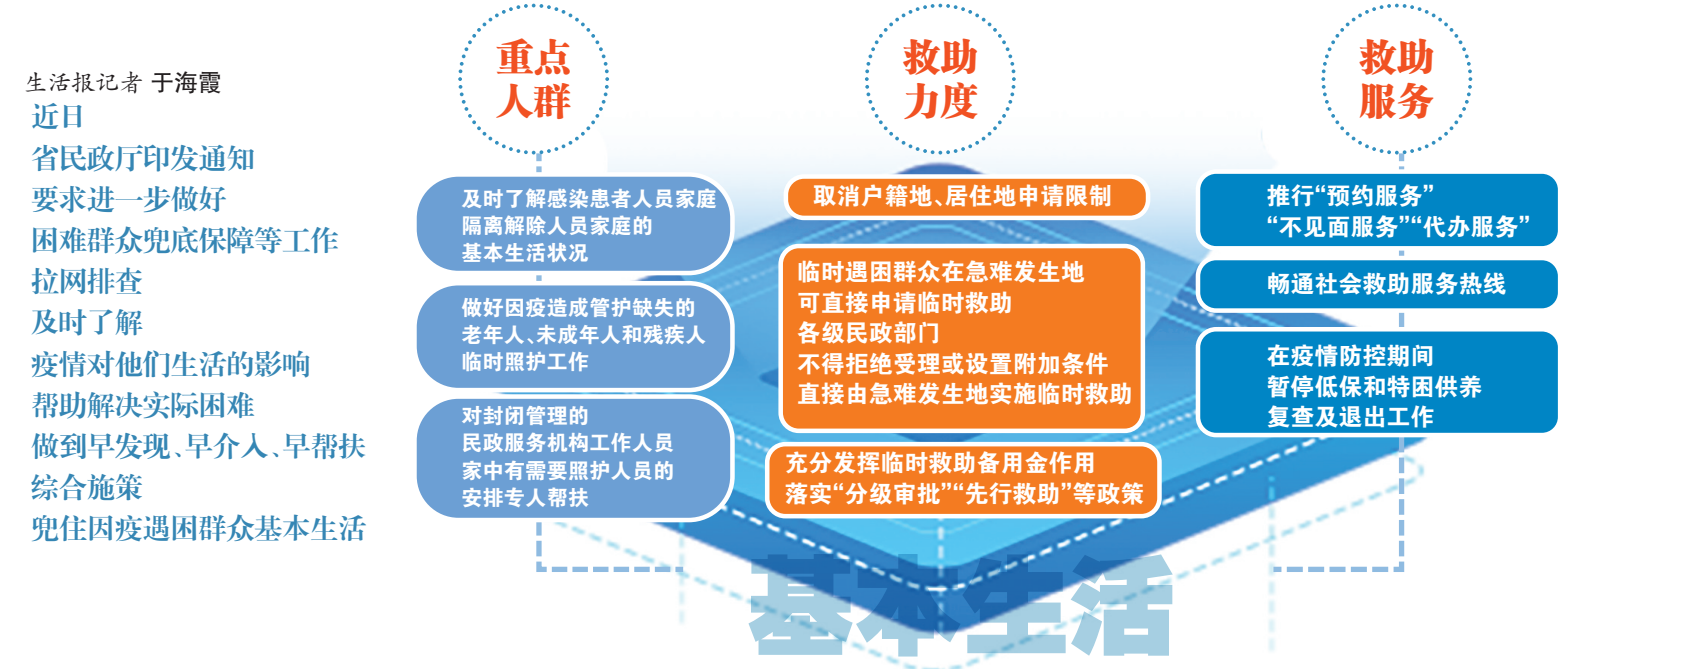 生活报记者 于海霞
近日
省民政厅印发通知
要求进一步做好
困难群众兜底保障等工作
拉网排查
及时了解
疫情对他们生活的影响
帮助解决实际困难
做到早发现、早介入、早帮扶
综合施策
兜住因疫遇困群众基本生活
重点
人群
及时了解感染患者人员家庭
隔离解除人员家庭的
基本生活状况
做好因疫造成管护缺失的
老年人、未成年人和残疾人
临时照护工作
对封闭管理的
民政服务机构工作人员
家中有需要照护人员的
安排专人帮扶
救助
力度
取消户籍地、居住地申请限制
临时遇困群众在急难发生地
可直接申请临时救助
各级民政部门
不得拒绝受理或设置附加条件
直接由急难发生地实施临时救助
充分发挥临时救助备用金作用
落实“分级审批”“先行救助”等政策
救助
服务
推行“预约服务”
“不见面服务”“代办服务”
畅通社会救助服务热线
在疫情防控期间
暂停低保和特困供养
复查及退出工作
基本生活